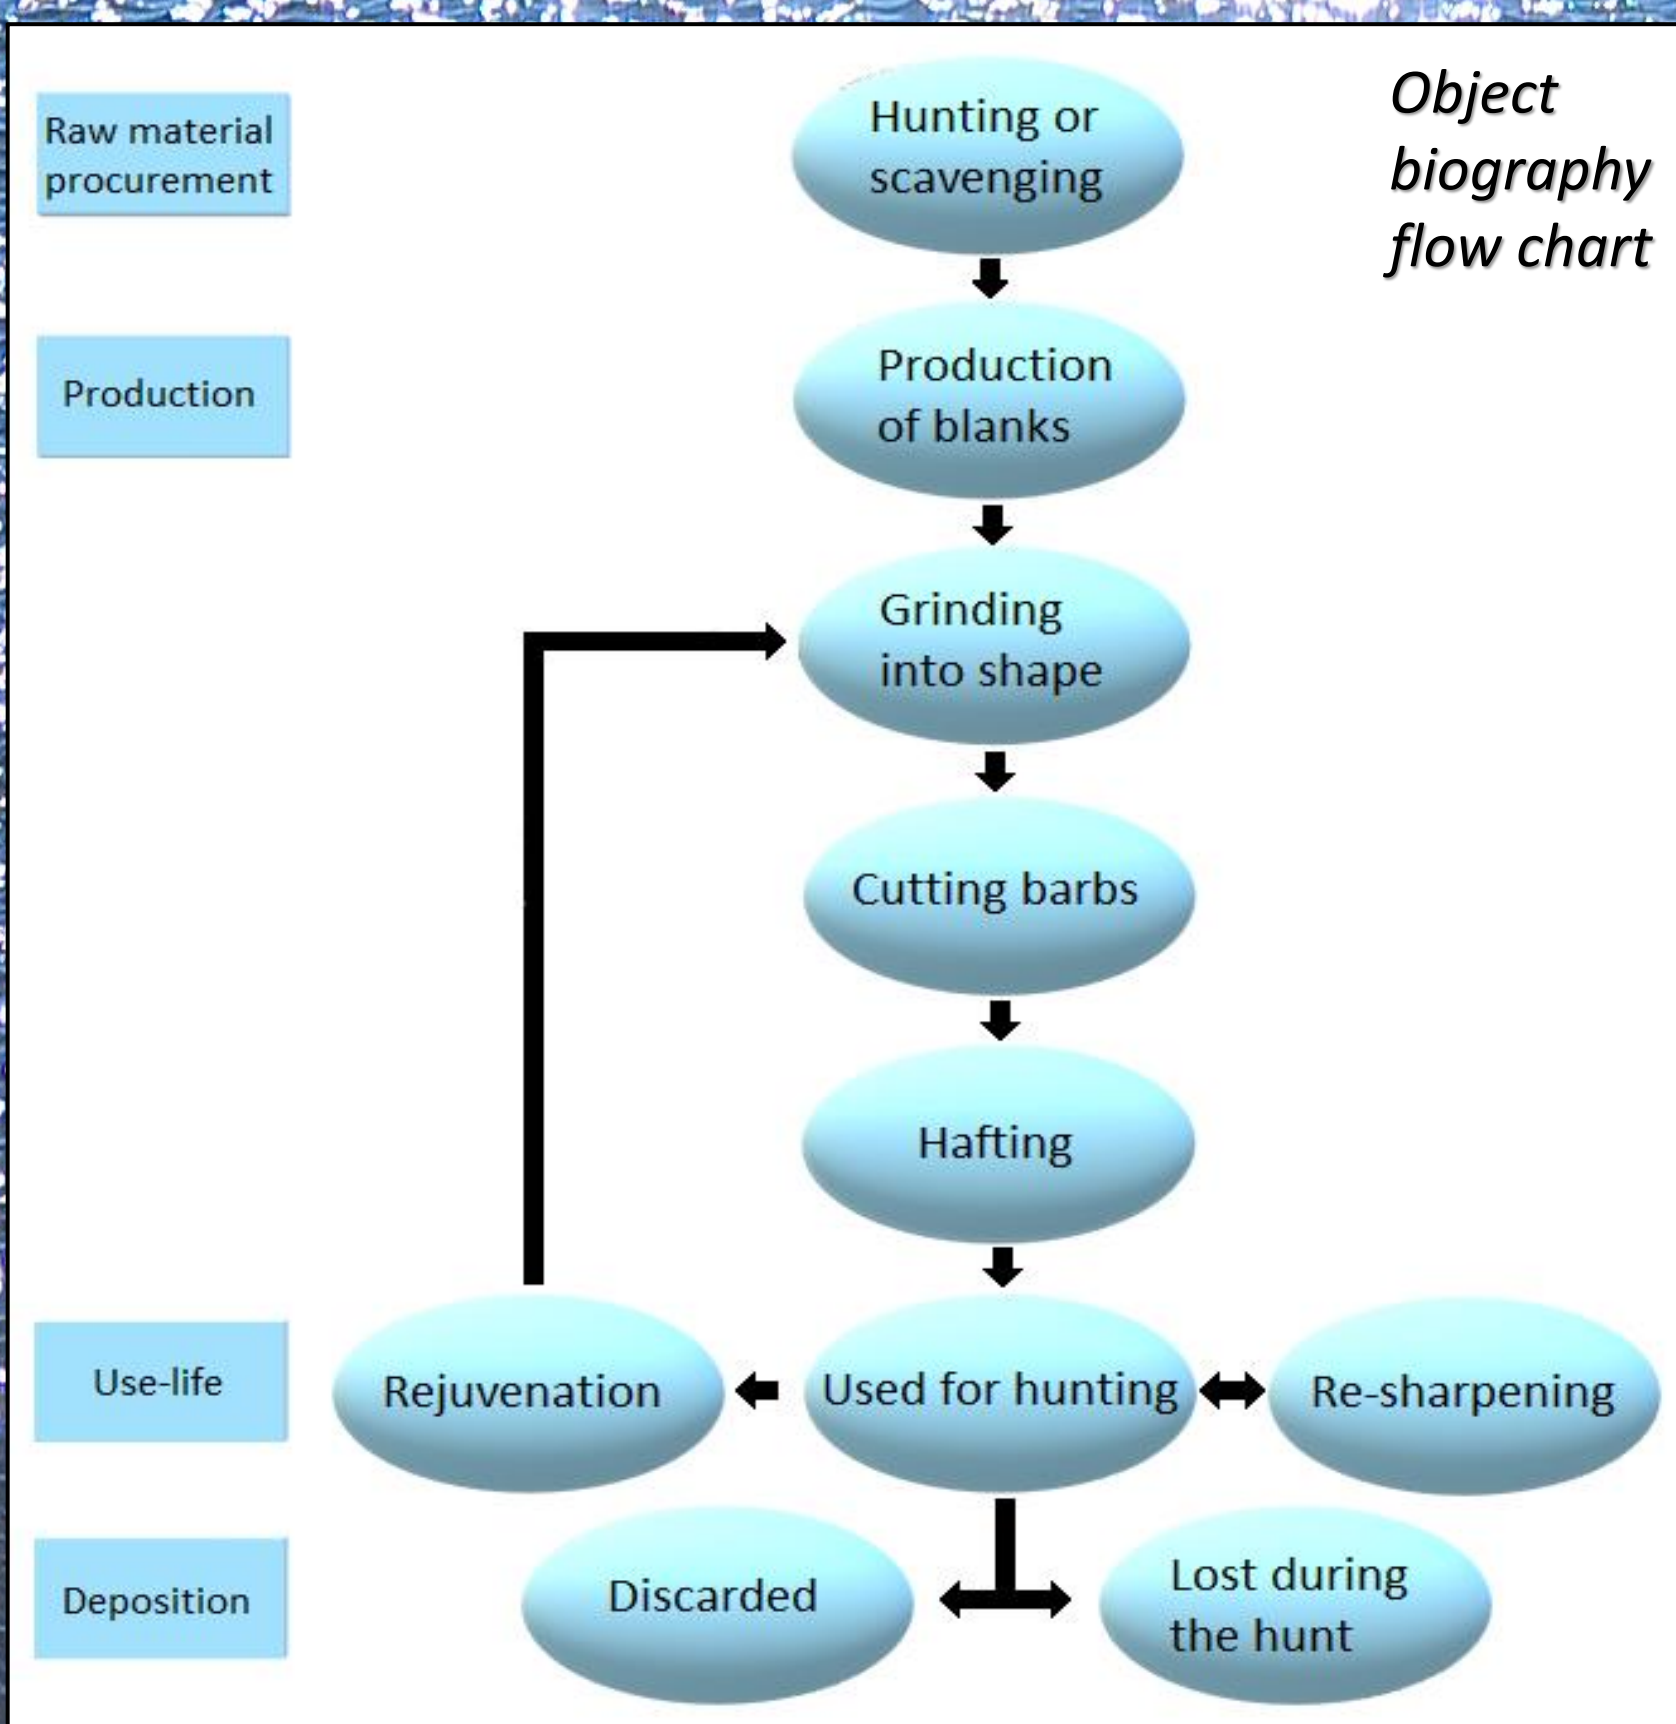 Object
biography
flow chart
Raw material
procurement
Hunting or
scavenging
Production
Production
of blanks
Grinding
into shape
Cutting barbs
Hafting
Use-life
Rejuvenation
Used for hunting
Re-sharpening
Deposition
Discarded
Lost during
the hunt